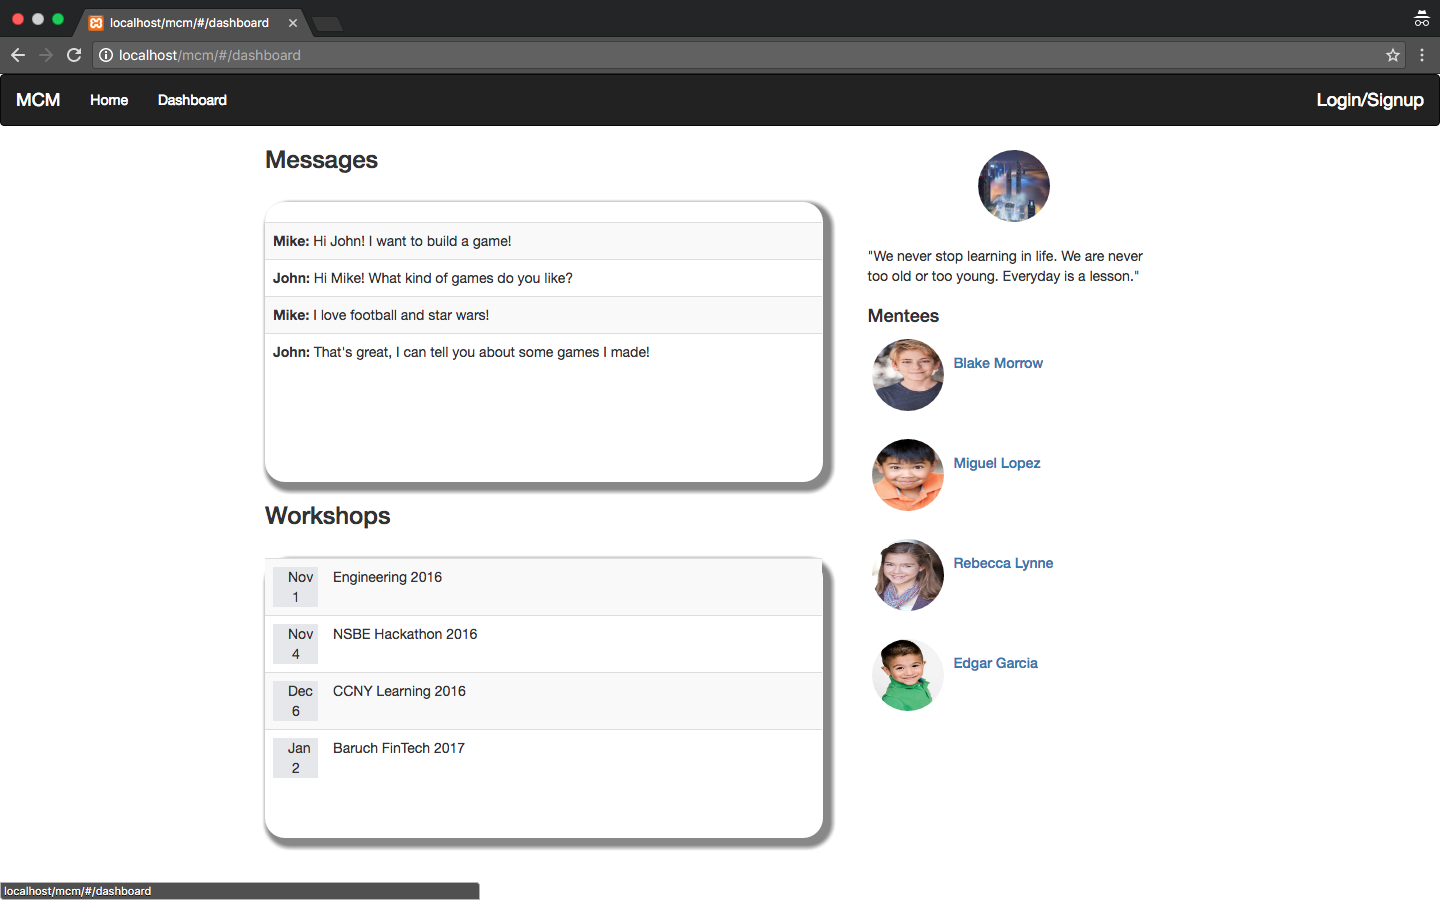 localhost/mcm/#/dashboard
localhost/mcm/#/dashboard
MCM Home Dashboard Login/Signup
Messages
Mike: Hi John! I want to build a game!
John: Hi Mike! What kind of games do you like?
Mike: I love football and star wars!
John: That's great, I can tell you about some games I made!
Workshops
Nov
1
Engineering 2016
Nov
4
NSBE Hackathon 2016
Dec
6
CCNY Learning 2016
Jan
2
Baruch FinTech 2017
"We never stop learning in life. We are never
too old or too young. Everyday is a lesson."
Mentees
Blake Morrow
Miguel Lopez
Rebecca Lynne
Edgar Garcia
localhost/mcm/#/dashboard